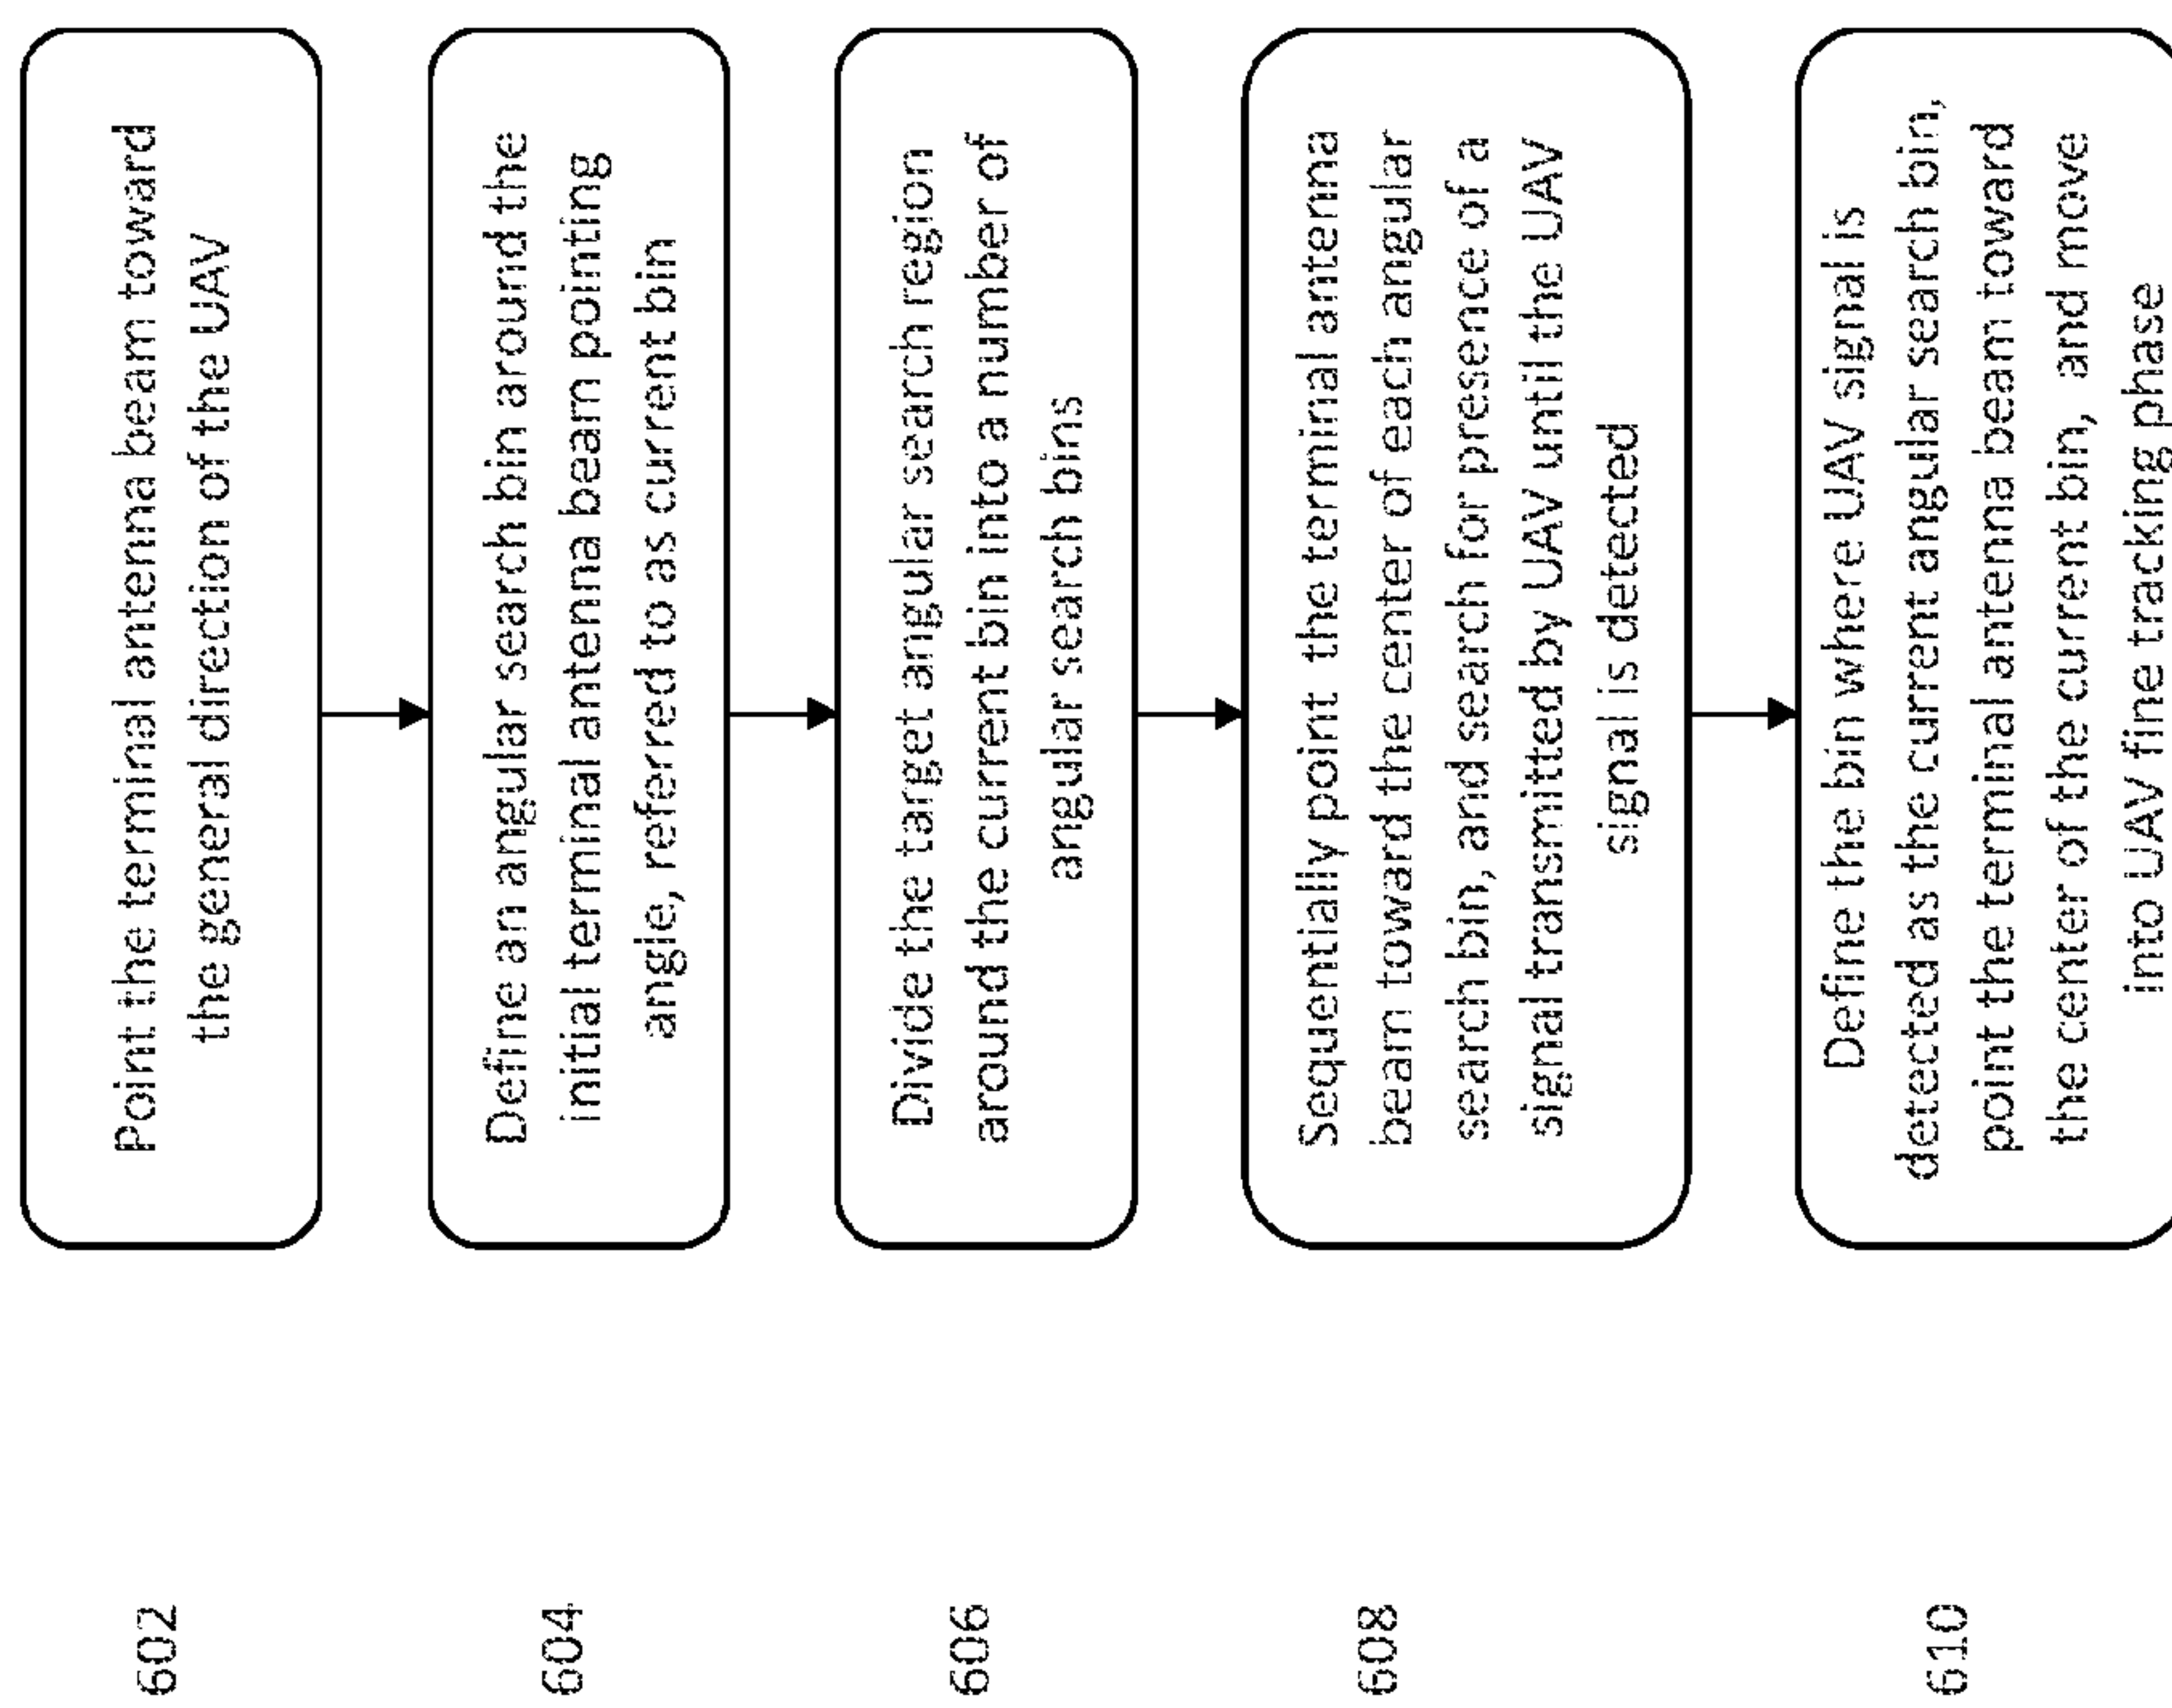 602
Point the terminal antenna beam toward
the general direction of the UAV
604
Define an angular search bin around the
initial terminal antenna beam pointing
angle, referred to as current bin
606
Divide the target angular search region
around the current bin into a number of
angular search bins
608
Sequentially point the terminal antenna
beam toward the center of each angular
search bin, and search for presence of a
signal transmitted by UAV until the UAV
signal is detected
610
Define the bin where UAV signal is
detected as the current angular search bin,
point the terminal antenna beam toward
the center of the current bin, and move
into UAV fine tracking phase